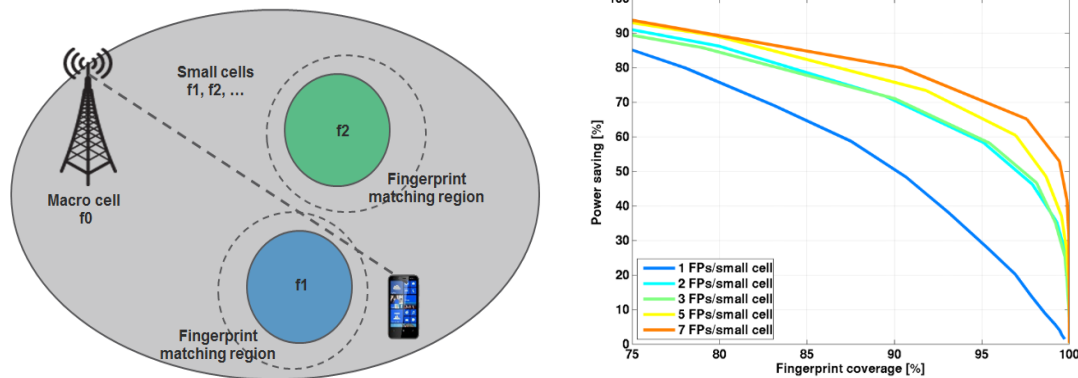 Small cells
f1, f2, …
f2
Fingerprint
matching region
Macro cell
f0
f1
Fingerprint
matching region
100
90
80
70
60
50
40
30
20
10
0
Power saving [%]
1 FPs/small cell
2 FPs/small cell
3 FPs/small cell
5 FPs/small cell
7 FPs/small cell
75
80
85
90
95
100
Fingerprint coverage [%]